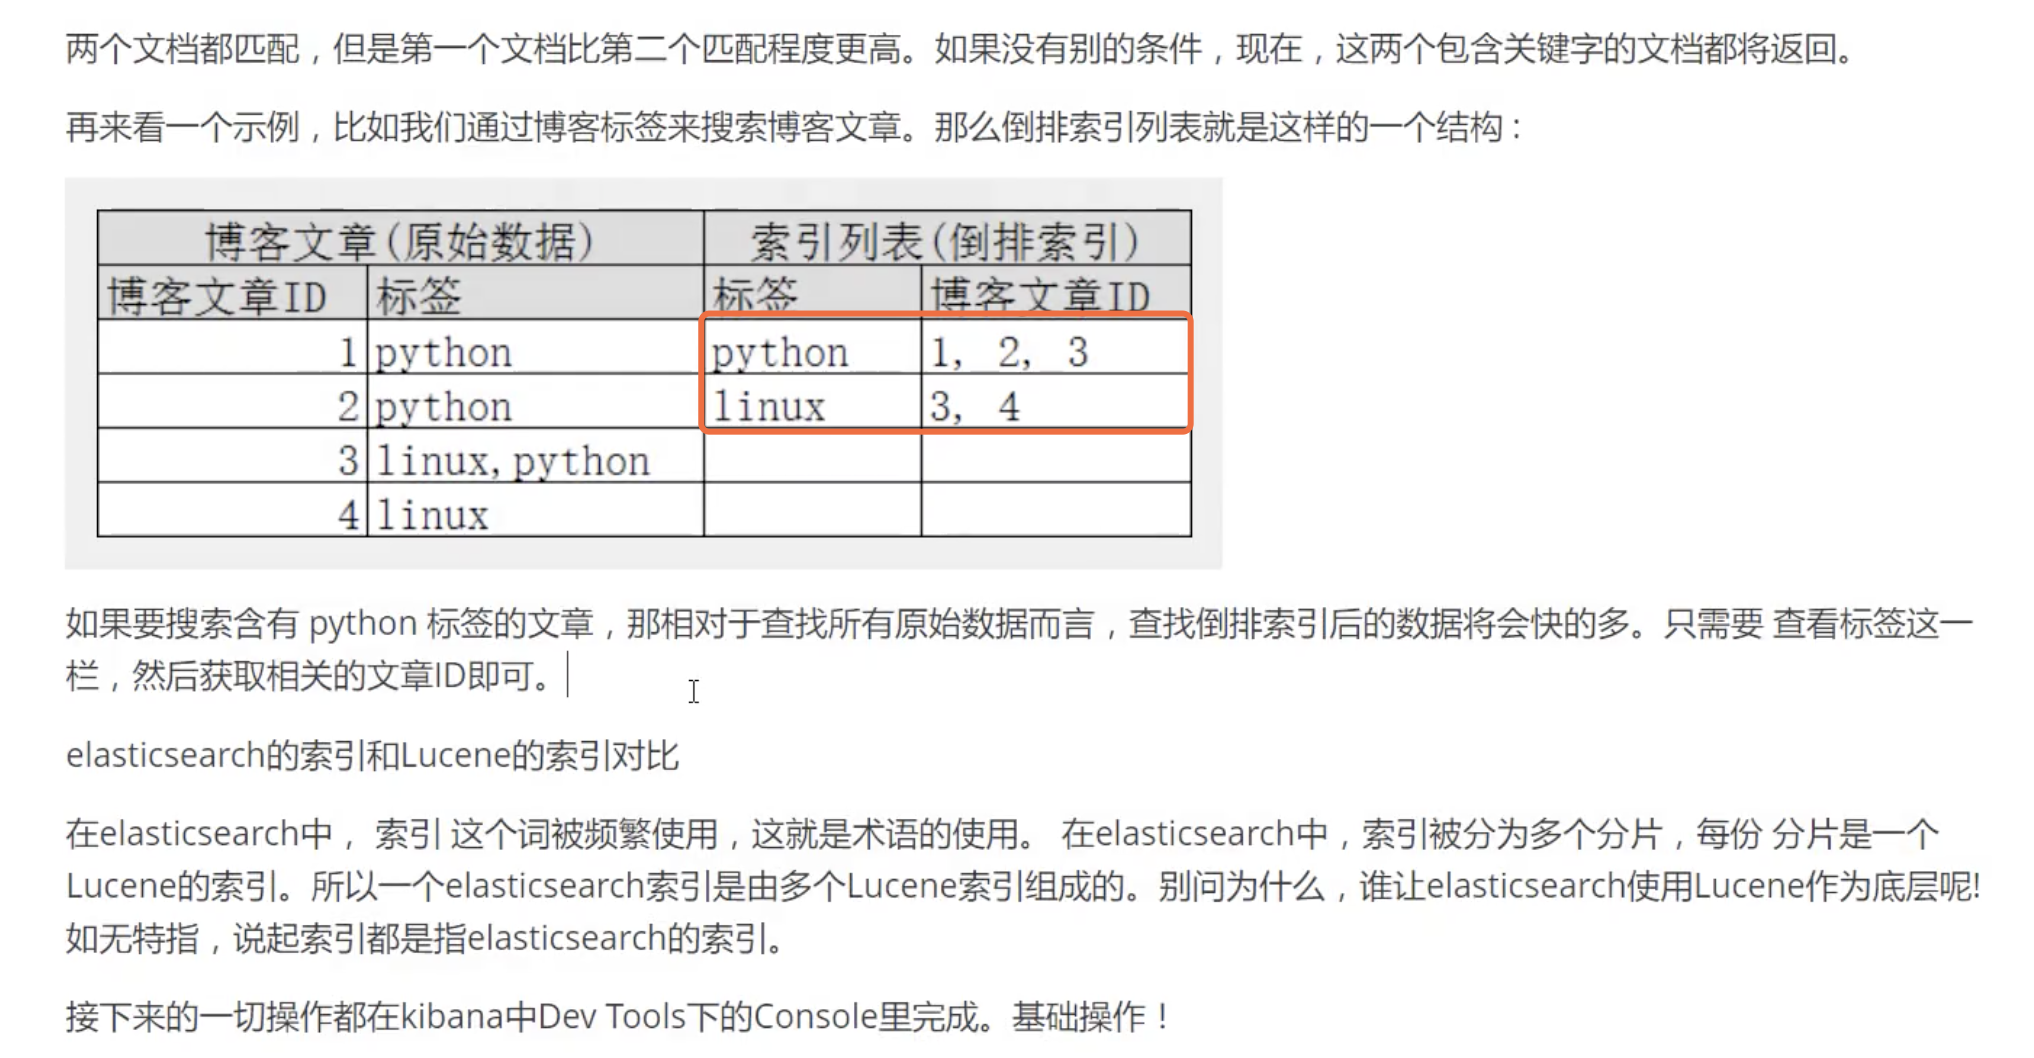 两个文档都匹配，但是第一个文档比第二个匹配程度更高。如果没有别的条件，现在，这两个包含关键字的文档都将返回。
再来看一个示例，比如我们通过博客标签来搜索博客文章。那么倒排索引列表就是这样的一个结构：
博客文章(原始数据) 索引列表(倒排索引)
博客文章ID 标签 标签 博客文章ID
1 python python 1, 2, 3
2 python linux 3, 4
3 linux,python
4 linux
如果要搜索含有 python 标签的文章，那相对于查找所有原始数据而言，查找倒排索引后的数据将会快的多。只需要 查看标签这一
栏，然后获取相关的文章ID即可。
elasticsearch的索引和Lucene的索引对比
在elasticsearch中， 索引 这个词被频繁使用，这就是术语的使用。 在elasticsearch中，索引被分为多个分片，每份 分片是一个
Lucene的索引。所以一个elasticsearch索引是由多个Lucene索引组成的。别问为什么，谁让elasticsearch使用Lucene作为底层呢!
如无特指，说起索引都是指elasticsearch的索引。
接下来的一切操作都在kibana中Dev Tools下的Console里完成。基础操作！